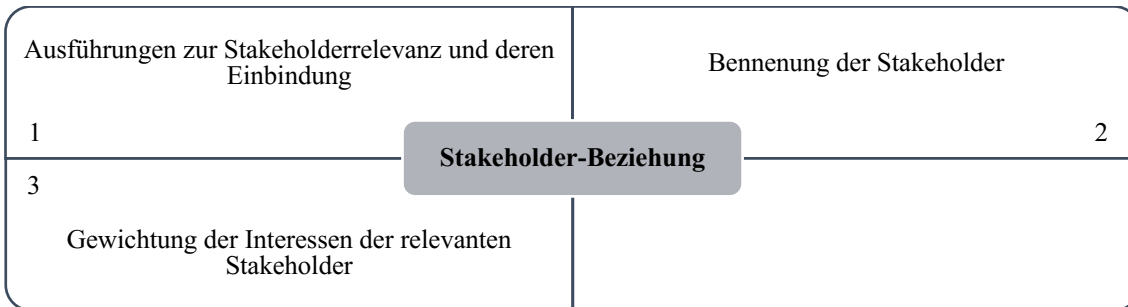 Ausführungen zur Stakeholderrelevanz und deren
Einbindung
1
Bennenung der Stakeholder
2
Stakeholder-Beziehung
3
Gewichtung der Interessen der relevanten
Stakeholder